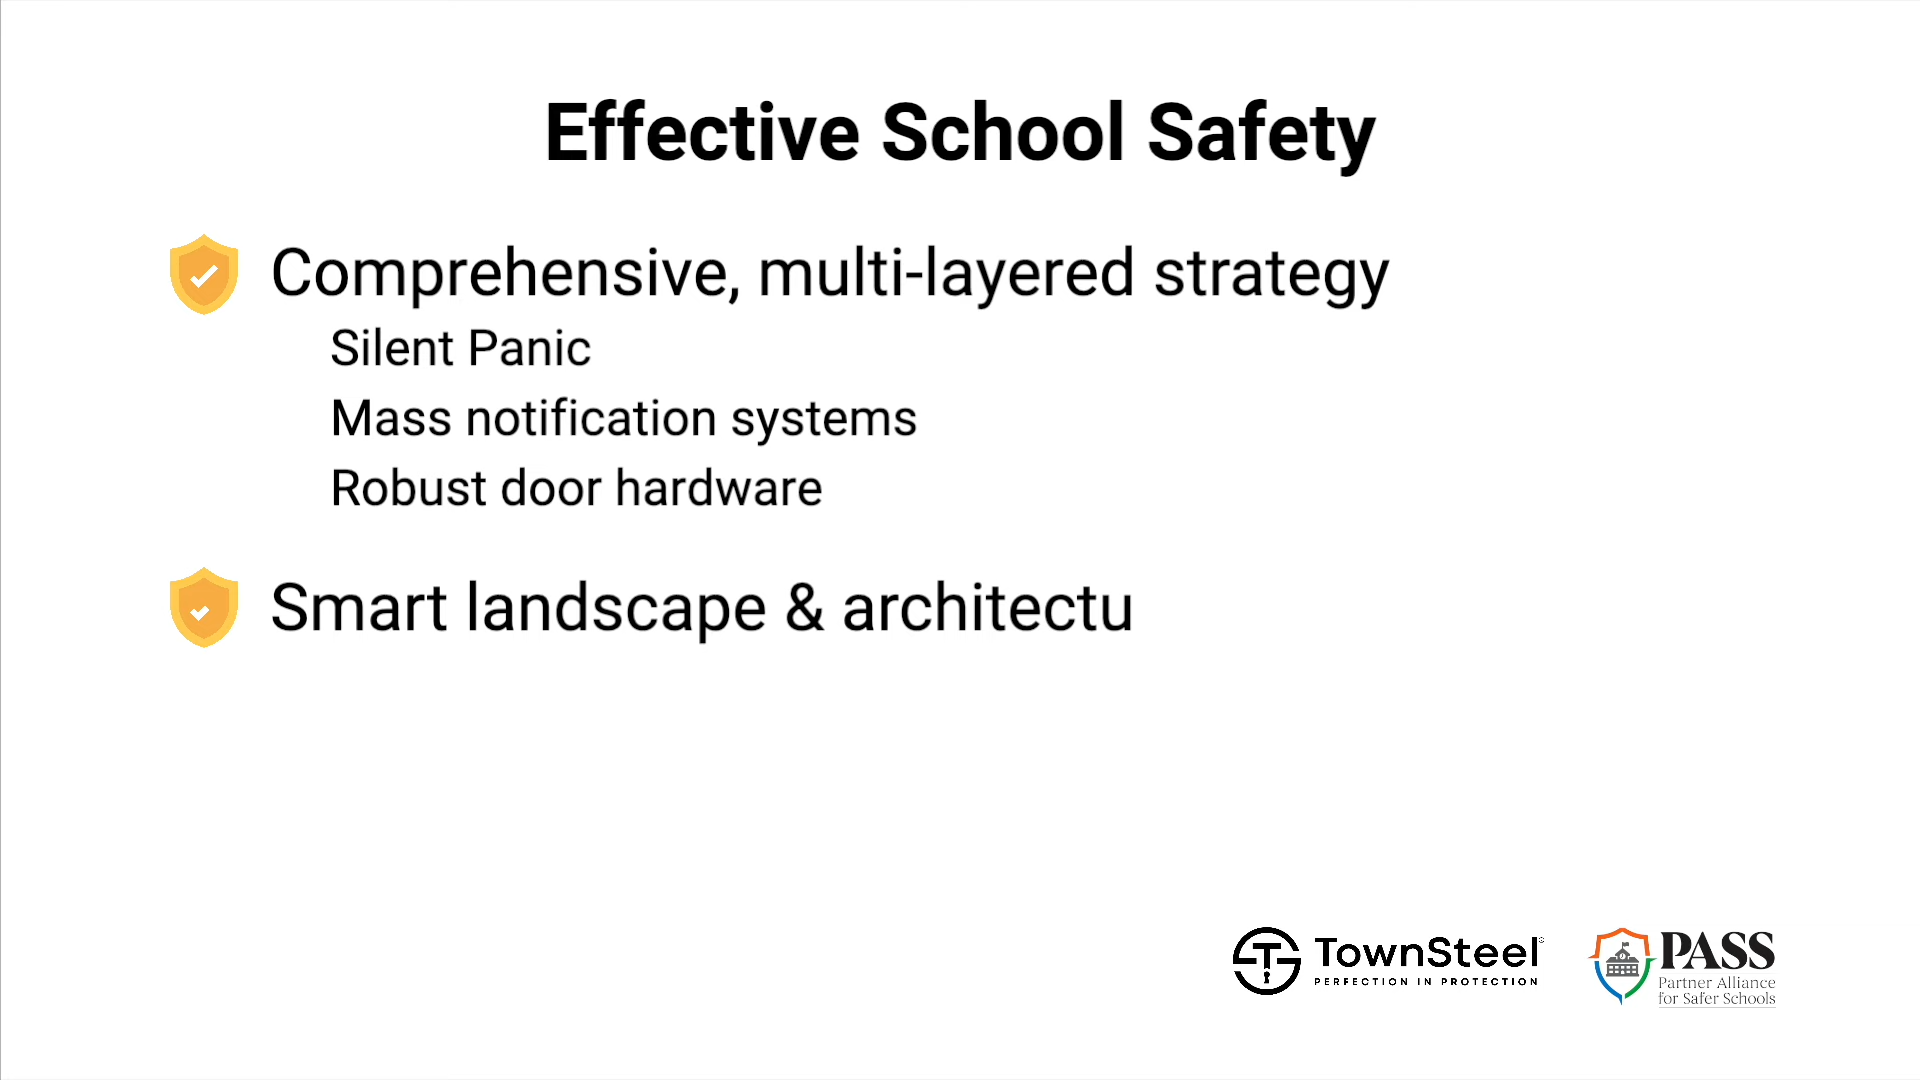 Effective School Safety
Comprehensive, multi-layered strategy
Silent Panic
Mass notification systems
Robust door hardware
Smart landscape & architectu
TownSteel®
PERFECTION IN PROTECTION
PASS
Partner Alliance
for Safer Schools